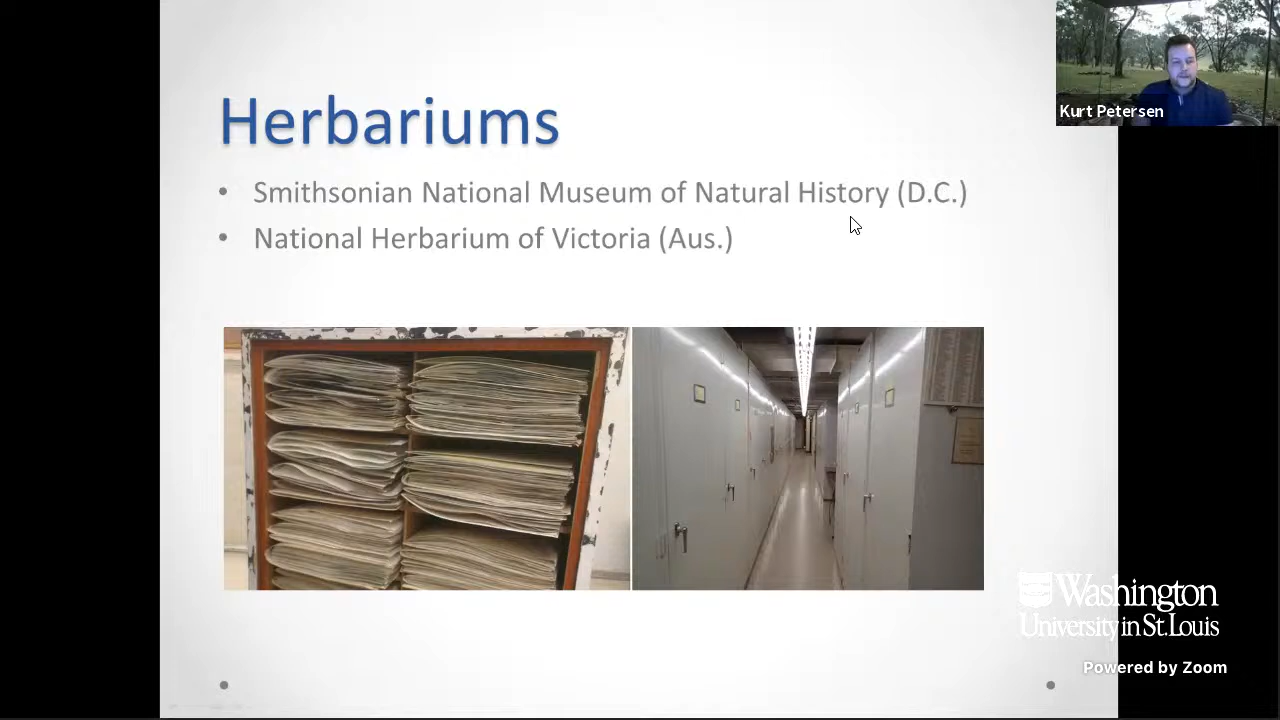 Herbariums
• Smithsonian National Museum of Natural History (D.C.)
• National Herbarium of Victoria (Aus.)
Kurt Petersen
Washington
University in St. Louis
Powered by Zoom